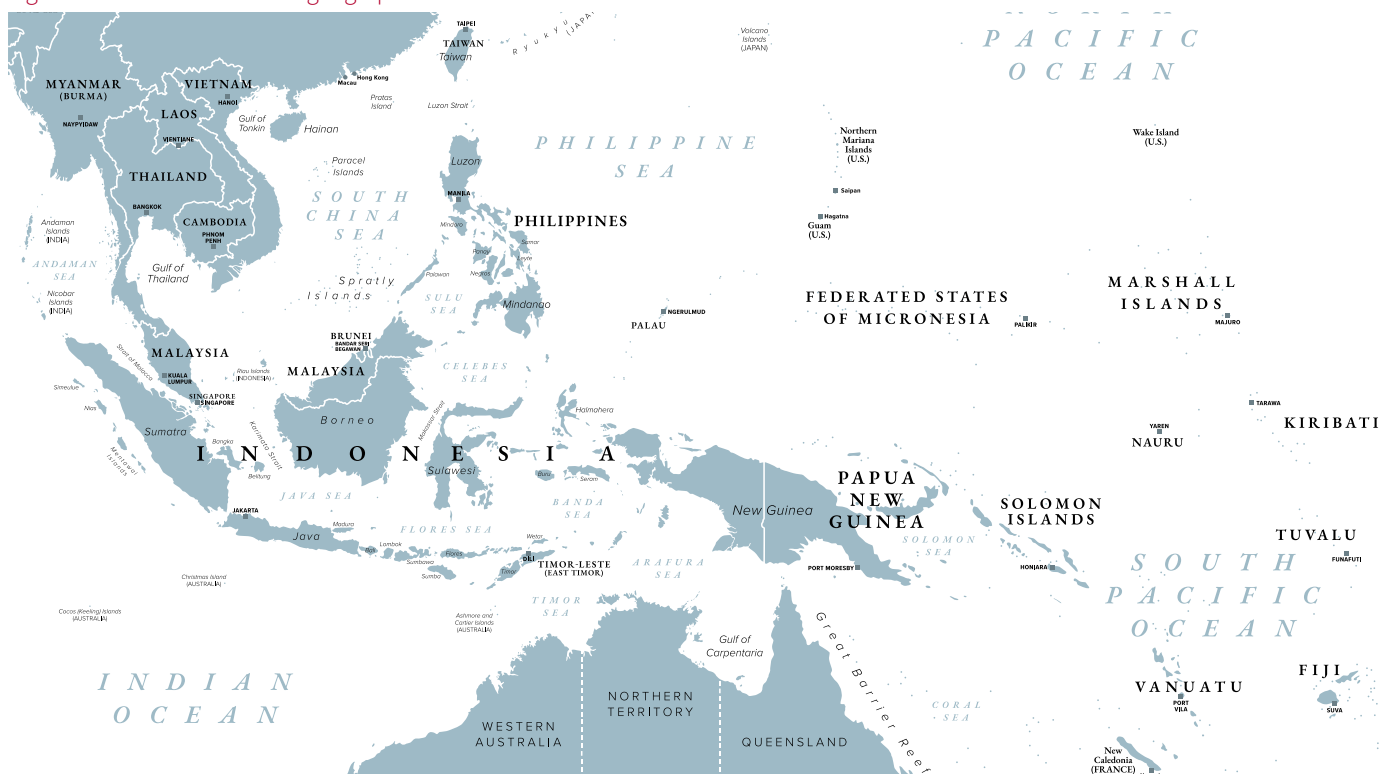 TAIPEI
TAIWAN
Taiwan
Ryukyu
(JAPAN)
Volcano
Islands
(JAPAN)
PACIFIC
OCEAN
MYANMAR
(BURMA)
NAYPYIDAW
VIETNAM
HANOI
LAOS
VIENTIANE
Macau
Hong Kong
Pratas
Island
Luzon Strait
Gulf of
Tonkin
Hainan
Paracel
Islands
THAILAND
BANGKOK
CAMBODIA
PHNOM
PENH
SOUTH
CHINA
SEA
Luzon
MANILA
PHILIPPINE
SEA
PHILIPPINES
Northern
Mariana
Islands
(U.S.)
Saipan
Hagatna
Guam
(U.S.)
Wake Island
(U.S.)
Andaman
Islands
(INDIA)
ANDAMAN
SEA
Nicobar
Islands
(INDIA)
Gulf of
Thailand
Spratly
Islands
Mindoro
Samar
Panay
Leyte
Negros
Palawan
SULU
SEA
Mindanao
NGERULMUD
PALAU
FEDERATED STATES
OF MICRONESIA
PALIKIR
MARSHALL
ISLANDS
MAJURO
BRUNEI
BANDAR SERI
BEGAWAN
MALAYSIA
KUALA
LUMPUR
Strait of Malacca
Riau Islands
(INDONESIA)
MALAYSIA
CELEBES
SEA
SINGAPORE
SINGAPORE
Simeulue
Nias
Mentawai
Islands
Sumatra
Bangka
Karimata Strait
Belitung
Borneo
Makassar Strait
Halmahera
TARAWA
KIRIBATI
YAREN
NAURU
INDONESIA
Sulawesi
Buru
Seram
JAVA SEA
BANDA
SEA
JAKARTA
Java
Madura
Bali
Lombok
Sumbawa
Flores
Sumba
FLORES SEA
Wetar
DILI
TIMOR-LESTE
(EAST TIMOR)
Timor
ARAFURA
SEA
TIMOR
SEA
New Guinea
PAPUA
NEW
GUINEA
PORT MORESBY
SOLOMON
SEA
SOLOMON
ISLANDS
HONIARA
TUVALU
FUNAFUTI
SOUTH
PACIFIC
OCEAN
Christmas Island
(AUSTRALIA)
Cocos (Keeling) Islands
(AUSTRALIA)
Ashmore and
Cartier Islands
(AUSTRALIA)
INDIAN
OCEAN
Gulf of
Carpentaria
Great Barrier Reef
WESTERN
AUSTRALIA
NORTHERN
TERRITORY
QUEENSLAND
CORAL
SEA
VANUATU
PORT
VILA
FIJI
SUVA
New
Caledonia
(FRANCE)